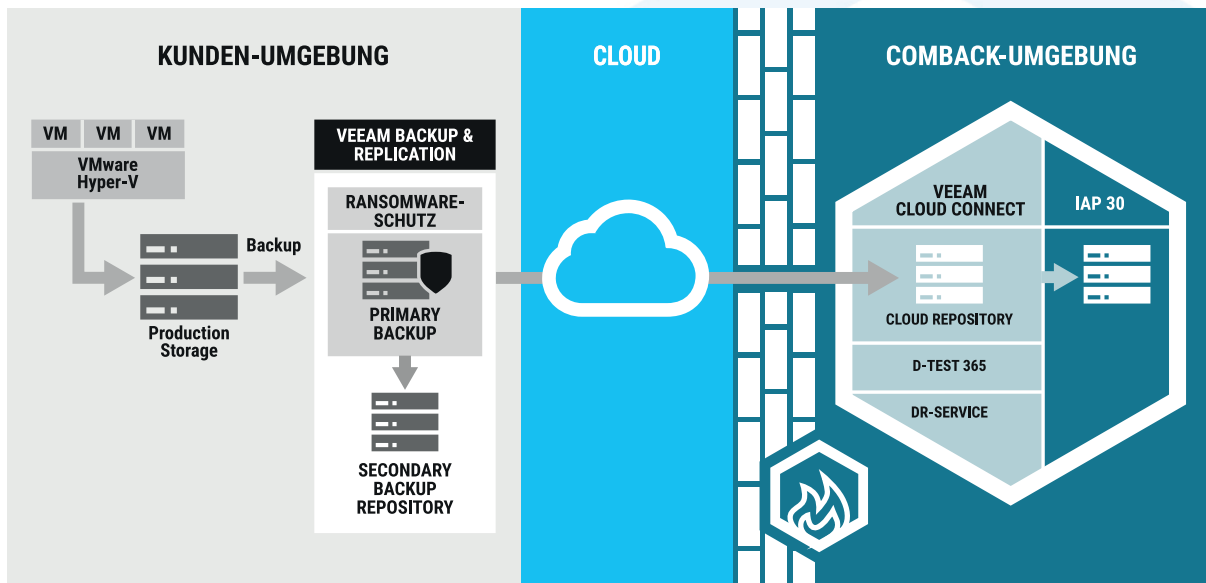 KUNDEN-UMGEBUNG
CLOUD
COMBACK-UMGEBUNG
VM
VM
VM
VMware
Hyper-V
Backup
Production
Storage
VEEAM BACKUP &
REPLICATION
RANSOMWARE-
SCHUTZ
PRIMARY
BACKUP
SECONDARY
BACKUP
REPOSITORY
VEEAM
CLOUD CONNECT
IAP 30
CLOUD REPOSITORY
D-TEST 365
DR-SERVICE